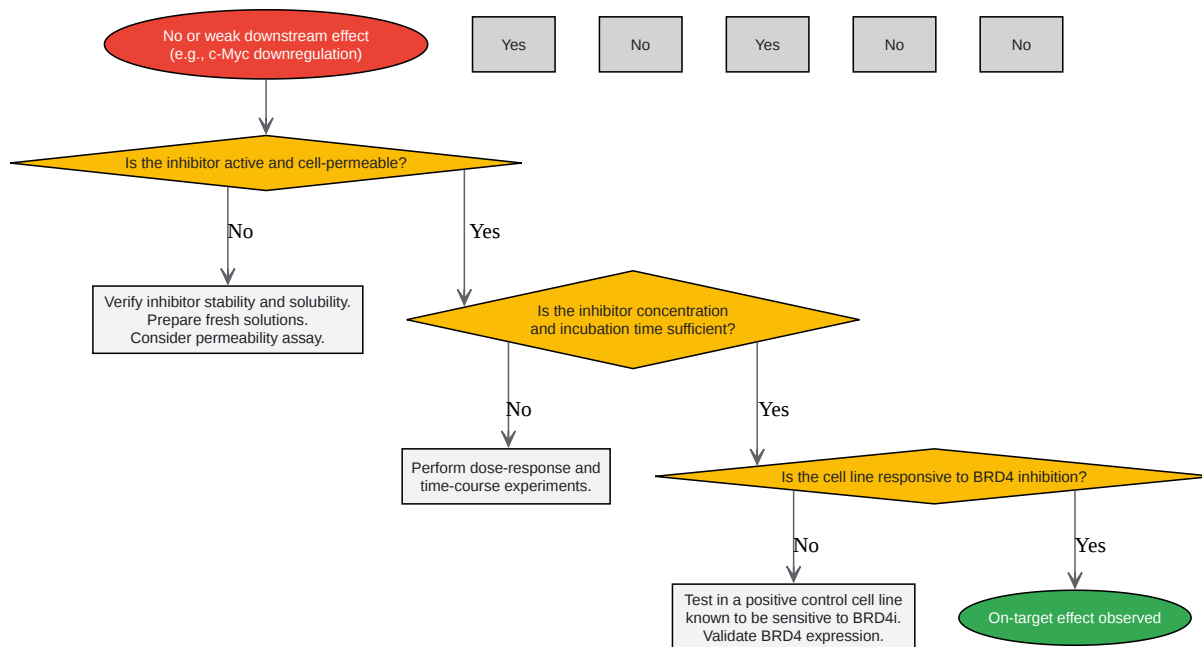 No or weak downstream effect
(e.g., c-Myc downregulation)
Yes
No
Yes
No
No
Is the inhibitor active and cell-permeable?
No
Yes
Verify inhibitor stability and solubility.
Prepare fresh solutions.
Consider permeability assay.
Is the inhibitor concentration
and incubation time sufficient?
No
Yes
Perform dose-response and
time-course experiments.
Is the cell line responsive to BRD4 inhibition?
No
Yes
Test in a positive control cell line
known to be sensitive to BRD4i.
Validate BRD4 expression.
On-target effect observed